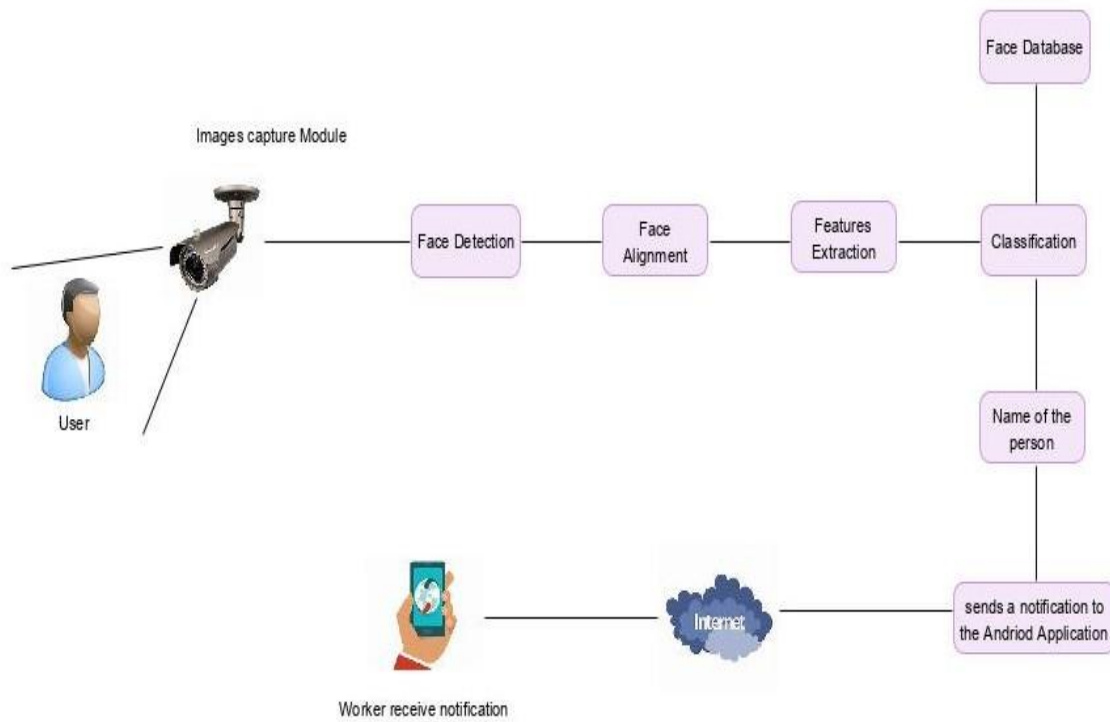 Face Database
Images capture Module
Face Detection
Face
Alignment
Features
Extraction
Classification
User
Name of the
person
sends a notification to
the Andriod Application
Internet
Worker receive notification